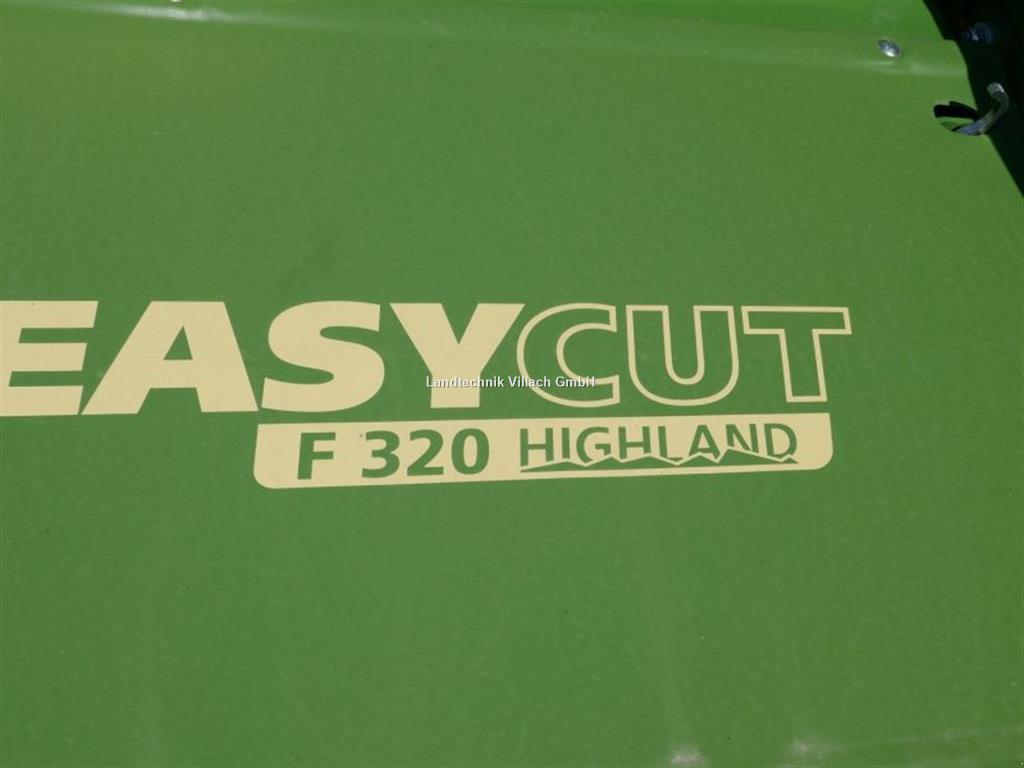 EASYCUT
Landtechnik Villach GmbH
F 320 HIGHLAND